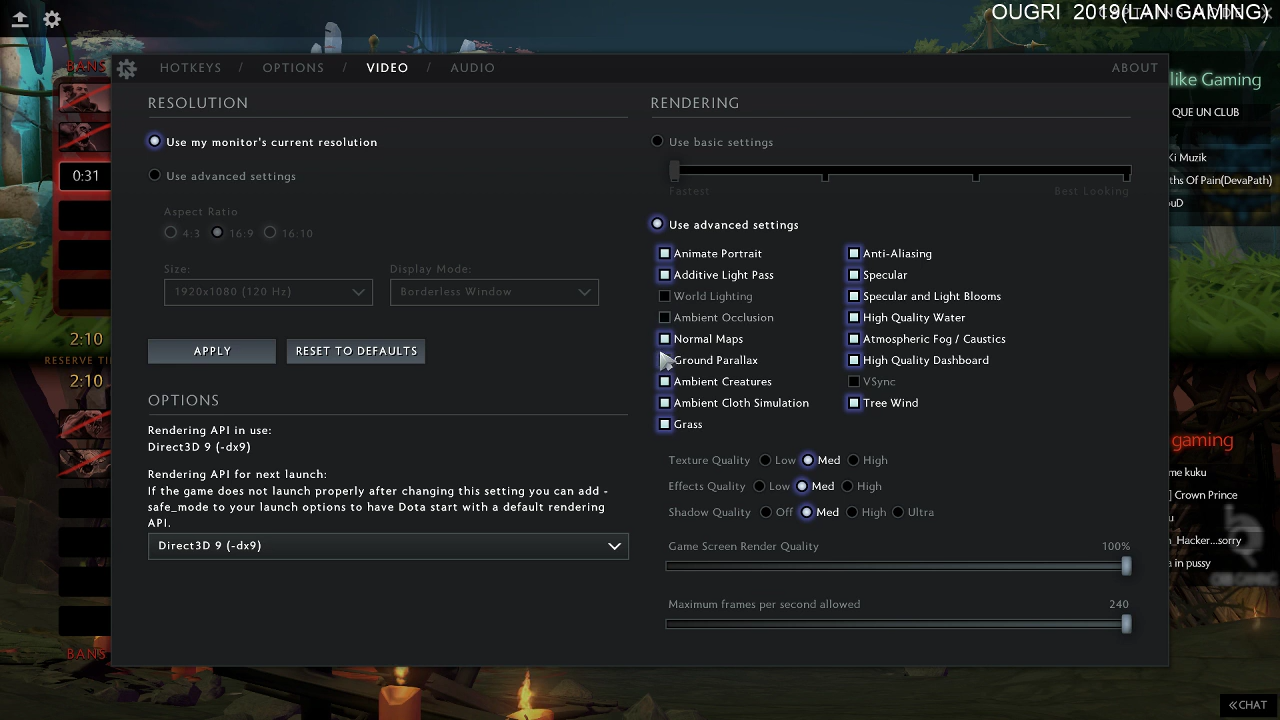 OUGRI 2019(LAN GAMING)
HOTKEYS / OPTIONS / VIDEO / AUDIO
ABOUT
BANS
0:31
2:10
RESERVE TI
2:10
BANS
RESOLUTION
Use my monitor's current resolution
Use advanced settings
Aspect Ratio
4:3 16:9 16:10
Size: Display Mode:
1920x1080 (120 Hz) Borderless Window
APPLY RESET TO DEFAULTS
OPTIONS
Rendering API in use:
Direct3D 9 (-dx9)
Rendering API for next launch:
If the game does not launch properly after changing this setting you can add -
safe_mode to your launch options to have Dota start with a default rendering
API.
Direct3D 9 (-dx9)
RENDERING
Use basic settings
Fastest Best Looking
Use advanced settings
Animate Portrait Anti-Aliasing
Additive Light Pass Specular
World Lighting Specular and Light Blooms
Ambient Occlusion High Quality Water
Normal Maps Atmospheric Fog / Caustics
Ground Parallax High Quality Dashboard
Ambient Creatures VSync
Ambient Cloth Simulation Tree Wind
Grass
Texture Quality Low Med High
Effects Quality Low Med High
Shadow Quality Off Med High Ultra
Game Screen Render Quality 100%
Maximum frames per second allowed 240
like Gaming
QUE UN CLUB
Ki Muzik
ths Of Pain(DevaPath)
ouD
gaming
me kuku
] Crown Prince
u
n_Hacker...sorry
a in pussy
«CHAT